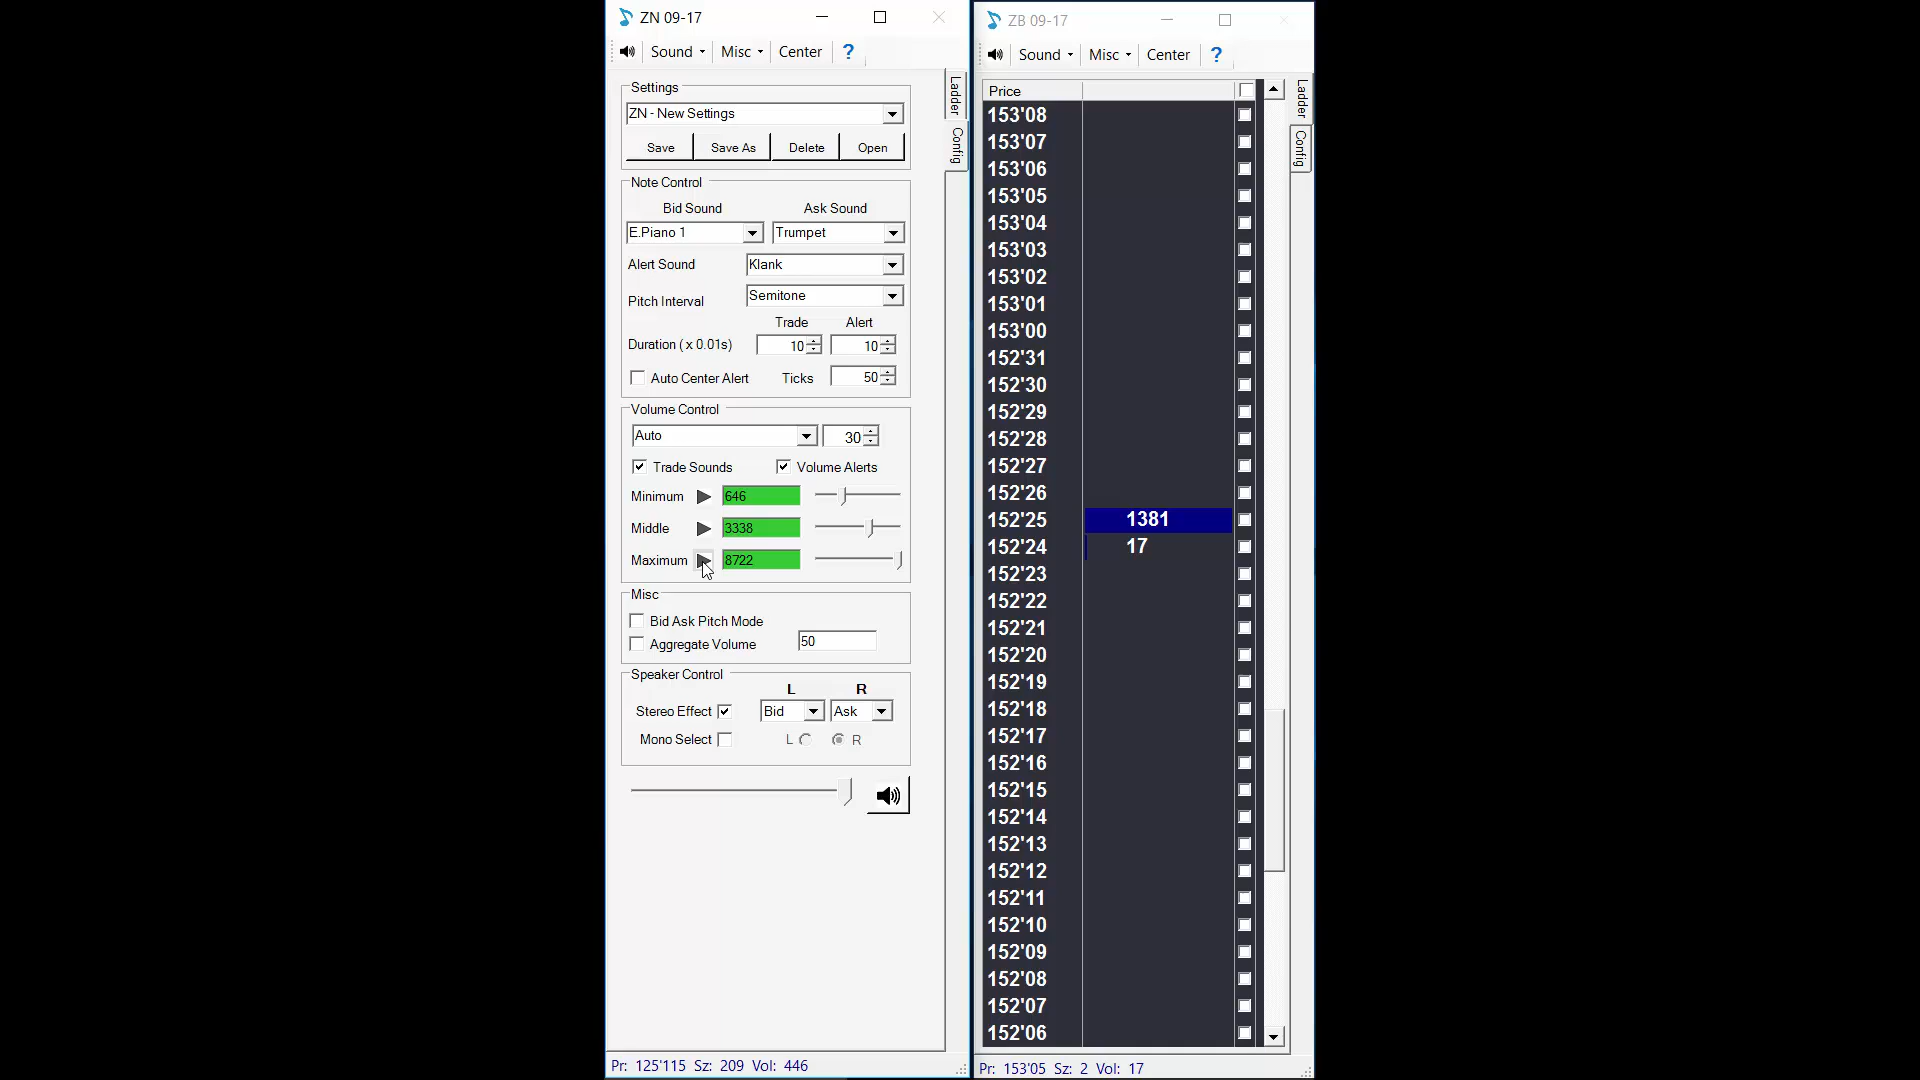 ZN 09-17
Sound
Misc
Center
?
Ladder
Config
Settings
ZN - New Settings
Save
Save As
Delete
Open
Note Control
Bid Sound
Ask Sound
E.Piano 1
Trumpet
Alert Sound
Klank
Pitch Interval
Semitone
Trade
Alert
Duration ( x 0.01s)
10
10
Auto Center Alert
Ticks
50
Volume Control
Auto
30
Trade Sounds
Volume Alerts
Minimum
646
Middle
3338
Maximum
8722
Misc
Bid Ask Pitch Mode
Aggregate Volume
50
Speaker Control
L
R
Stereo Effect
Bid
Ask
Mono Select
L
R
Pr: 125'115 Sz: 209 Vol: 446
ZB 09-17
Sound
Misc
Center
?
Ladder
Config
Price
153'08
153'07
153'06
153'05
153'04
153'03
153'02
153'01
153'00
152'31
152'30
152'29
152'28
152'27
152'26
152'25 1381
152'24 17
152'23
152'22
152'21
152'20
152'19
152'18
152'17
152'16
152'15
152'14
152'13
152'12
152'11
152'10
152'09
152'08
152'07
152'06
Pr: 153'05 Sz: 2 Vol: 17